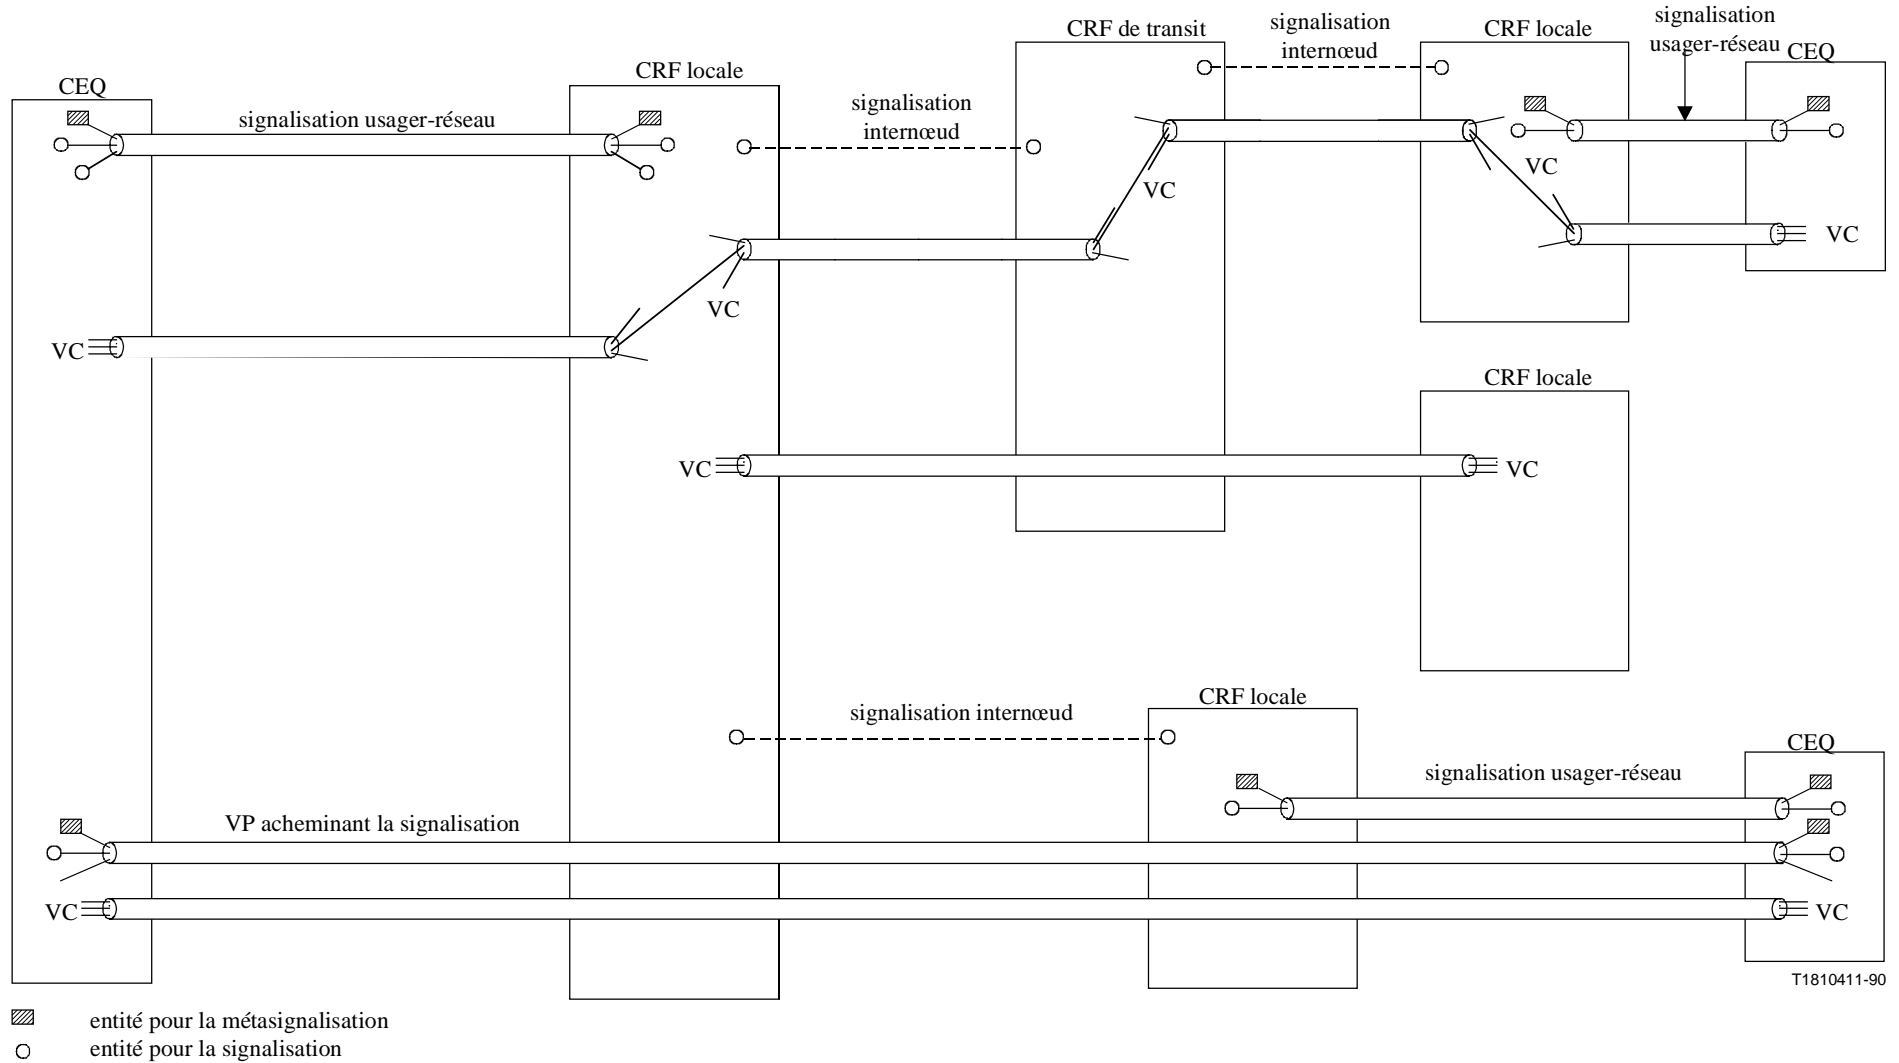 signalisation
usager-réseau
signalisation
internœud
CRF de transit
CRF locale
CEQ
CRF locale
CEQ
signalisation
internœud
signalisation usager-réseau
VC
VC
VC
VC
VC
CRF locale
VC
VC
CRF locale
signalisation internœud
CEQ
signalisation usager-réseau
VP acheminant la signalisation
VC
VC
T1810411-90
entité pour la métasignalisation
entité pour la signalisation